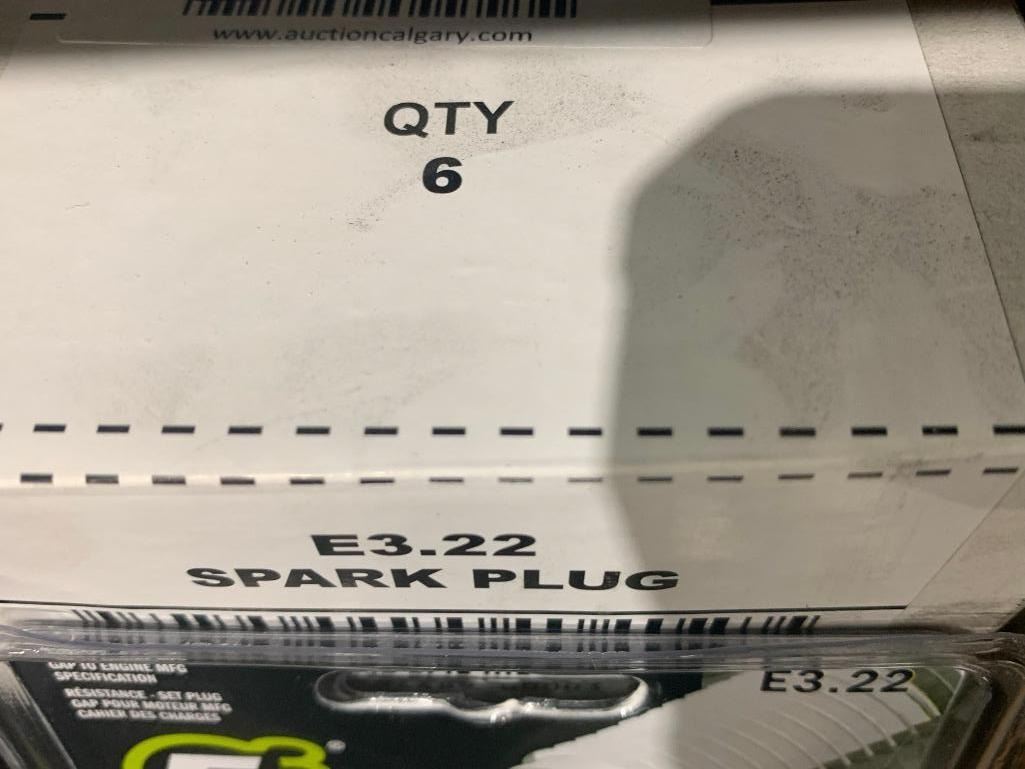 www.auctioncalgary.com
QTY
6
E3.22
SPARK PLUG
GAP TO ENGINE MFG
SPECIFICATION
RÉSISTANCE - SET PLUG
GAP POUR MOTEUR MFG
CAHIER DES CHARGES
E3.22
E3®